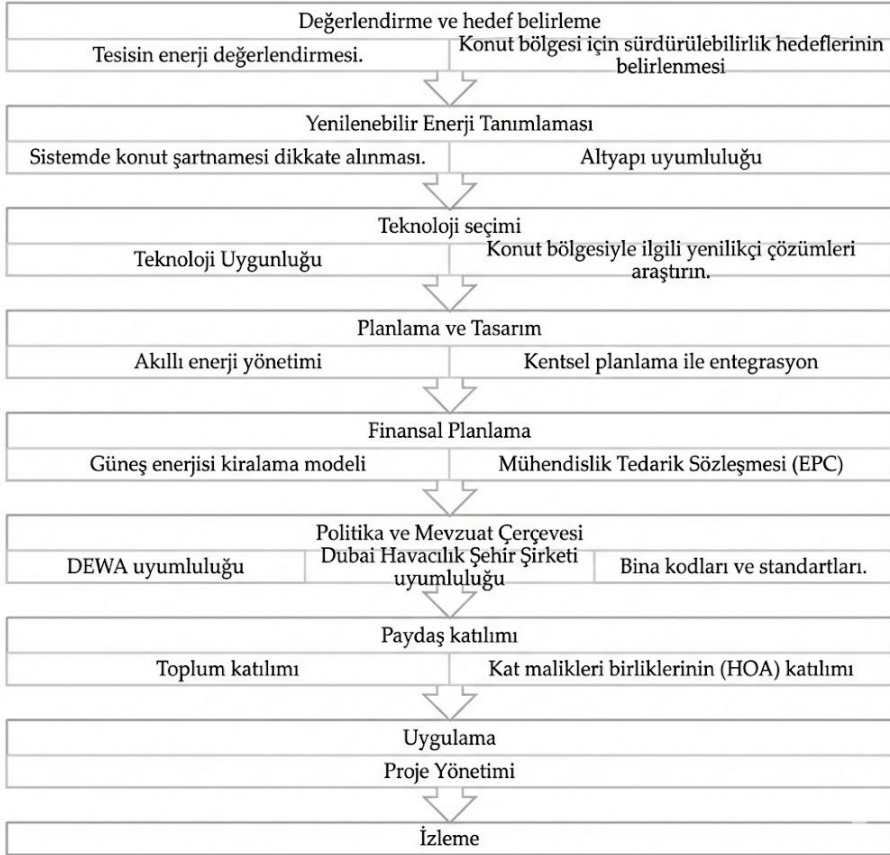 Değerlendirme ve hedef belirleme
Tesisin enerji değerlendirmesi.
Konut bölgesi için sürdürülebilirlik hedeflerinin
belirlenmesi
Yenilenebilir Enerji Tanımlaması
Sistemde konut şartnamesi dikkate alınması.
Altyapı uyumluluğu
Teknoloji seçimi
Teknoloji Uygunluğu
Konut bölgesiyle ilgili yenilikçi çözümleri
araştırın.
Planlama ve Tasarım
Akıllı enerji yönetimi
Kentsel planlama ile entegrasyon
Finansal Planlama
Güneş enerjisi kiralama modeli
Mühendislik Tedarik Sözleşmesi (EPC)
Politika ve Mevzuat Çerçevesi
DEWA uyumluluğu
Dubai Havacılık Şehir Şirketi
uyumluluğu
Bina kodları ve standartları.
Paydaş katılımı
Toplum katılımı
Kat malikleri birliklerinin (HOA) katılımı
Uygulama
Proje Yönetimi
İzleme